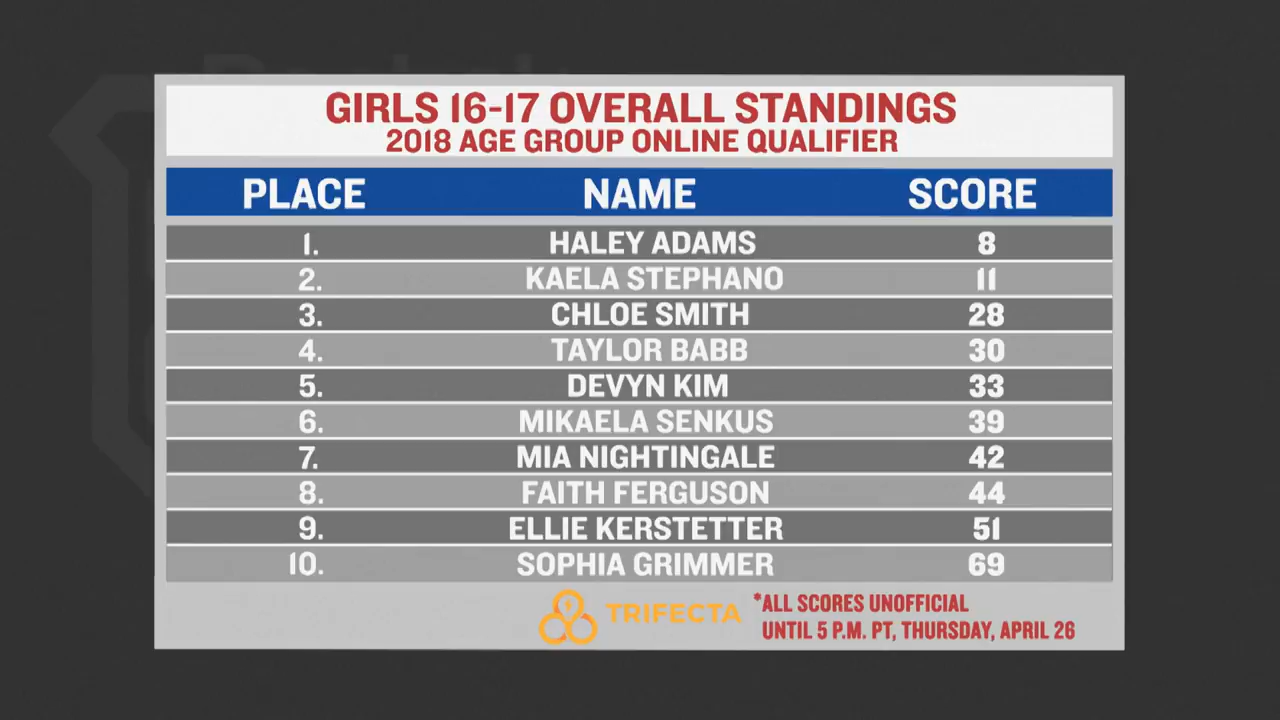 GIRLS 16-17 OVERALL STANDINGS
2018 AGE GROUP ONLINE QUALIFIER
PLACE NAME SCORE
1. HALEY ADAMS 8
2. KAELA STEPHANO 11
3. CHLOE SMITH 28
4. TAYLOR BABB 30
5. DEVYN KIM 33
6. MIKAELA SENKUS 39
7. MIA NIGHTINGALE 42
8. FAITH FERGUSON 44
9. ELLIE KERSTETTER 51
10. SOPHIA GRIMMER 69
TRIFECTA
*ALL SCORES UNOFFICIAL
UNTIL 5 P.M. PT, THURSDAY, APRIL 26